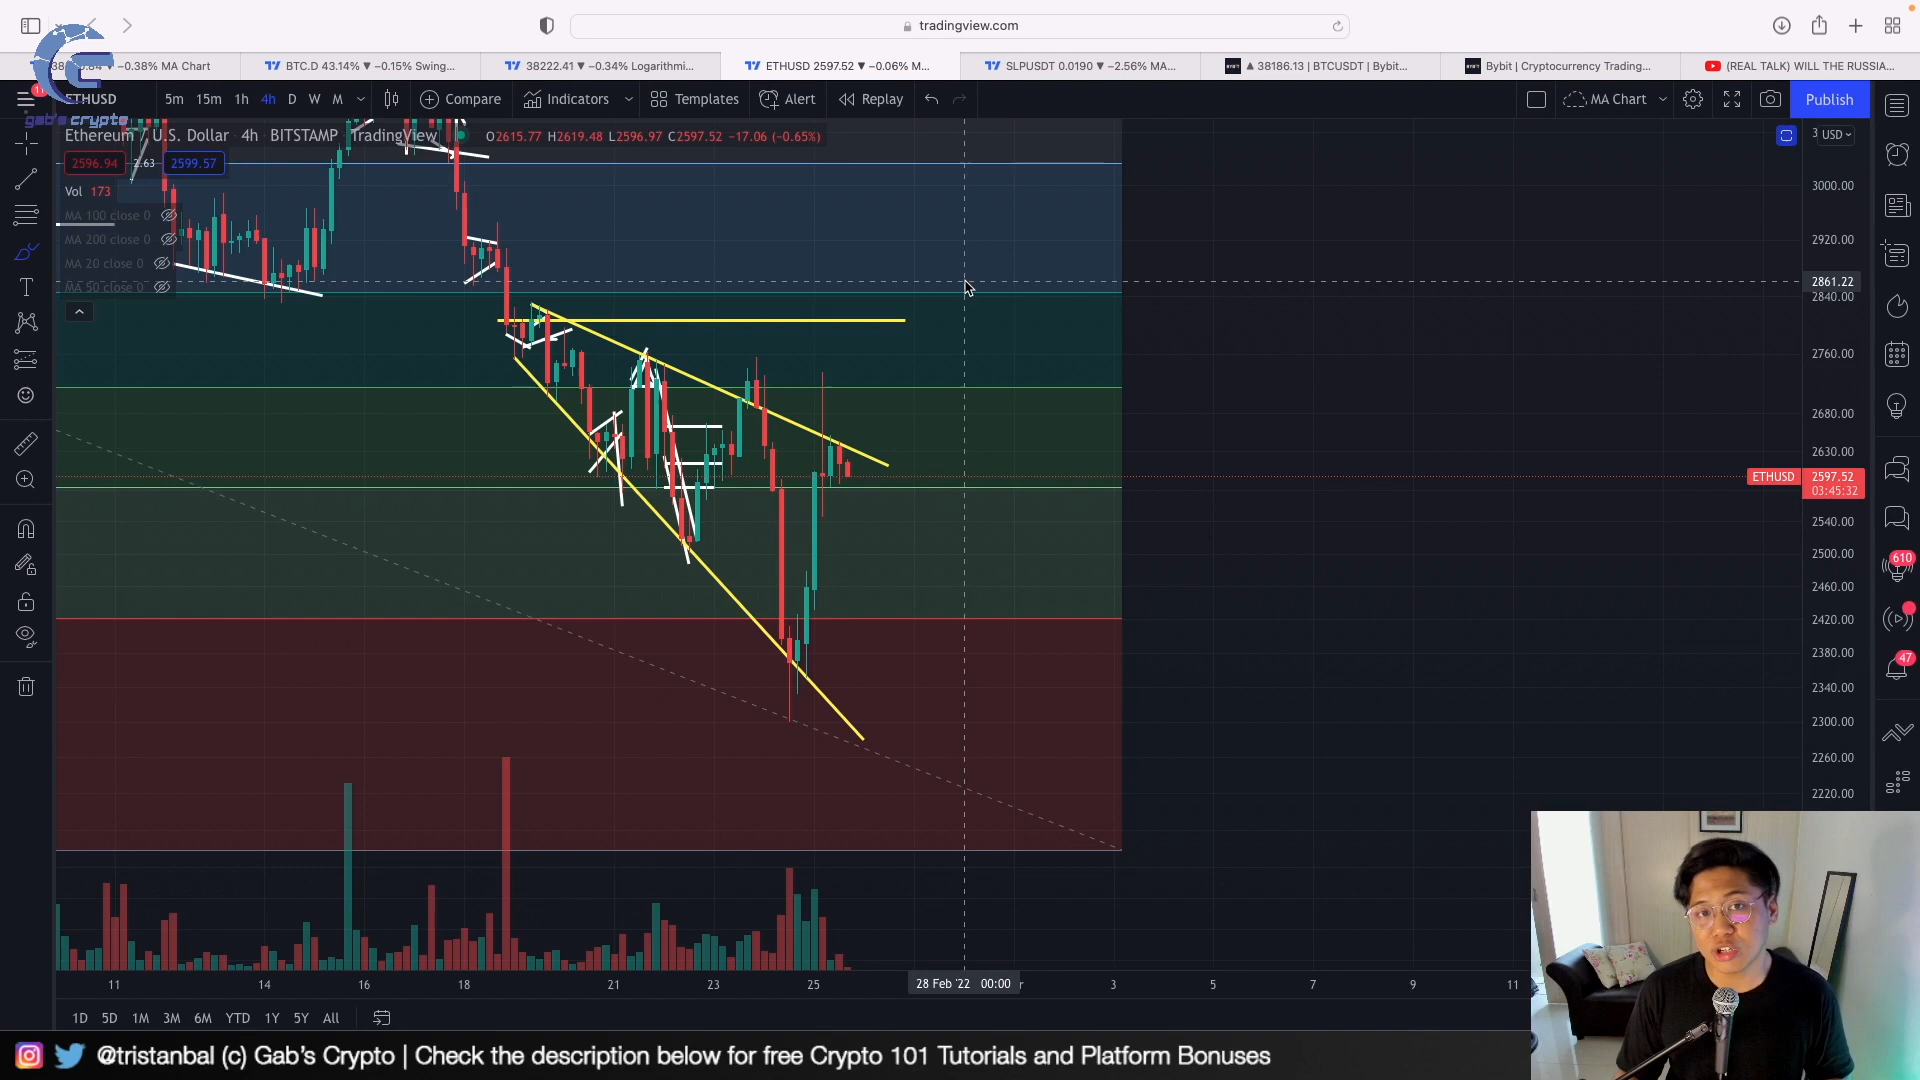 tradingview.com
−0.38% MA Chart
BTC.D 43.14% ▼ −0.15% Swing...
38222.41 ▼ −0.34% Logarithmi...
ETHUSD 2597.52 ▼ −0.06% M...
SLPUSDT 0.0190 ▼ −2.56% MA...
▲ 38186.13 | BTCUSDT | Bybit...
Bybit | Cryptocurrency Trading...
(REAL TALK) WILL THE RUSSIA...
ETHUSD
5m 15m 1h 4h D W M
Compare
Indicators
Templates
Alert
Replay
MA Chart
Publish
gab's crypto
Ethereum / U.S. Dollar 4h BITSTAMP TradingView
O2615.77 H2619.48 L2596.97 C2597.52 −17.06 (−0.65%)
USD
2596.94 2.63 2599.57
Vol 173
MA 100 close 0
MA 200 close 0
MA 20 close 0
MA 50 close 0
3000.00
2920.00
2861.22
2840.00
2760.00
2680.00
2630.00
ETHUSD 2597.52
03:45:32
2540.00
2500.00
2460.00
2420.00
2380.00
2340.00
2300.00
2260.00
2220.00
610
47
11 14 16 18 21 23 25 28 Feb '22 00:00 3 5 7 9 11
1D 5D 1M 3M 6M YTD 1Y 5Y All
@tristanbal (c) Gab's Crypto | Check the description below for free Crypto 101 Tutorials and Platform Bonuses